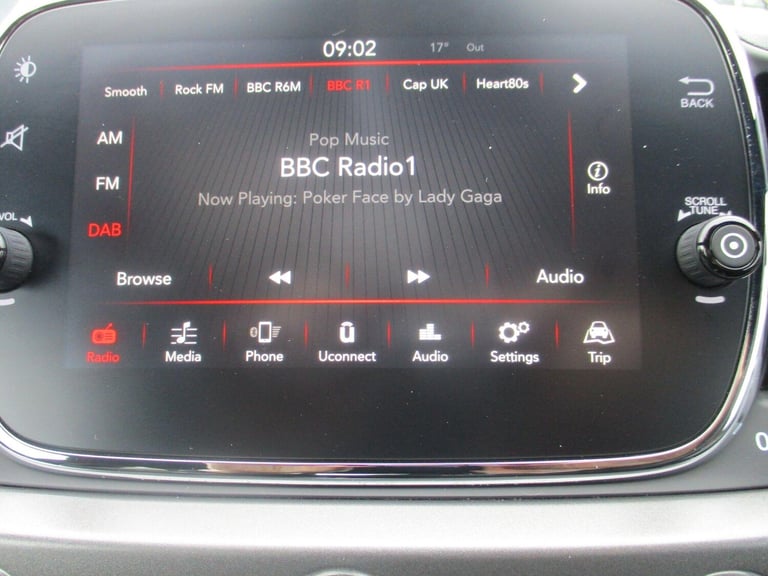 09:02 17° Out
Smooth Rock FM BBC R6M BBC R1 Cap UK Heart80s
BACK
AM
Pop Music
BBC Radio1
FM
Info
Now Playing: Poker Face by Lady Gaga
VOL
SCROLL
TUNE
DAB
Browse Audio
Radio Media Phone Uconnect Audio Settings Trip
0